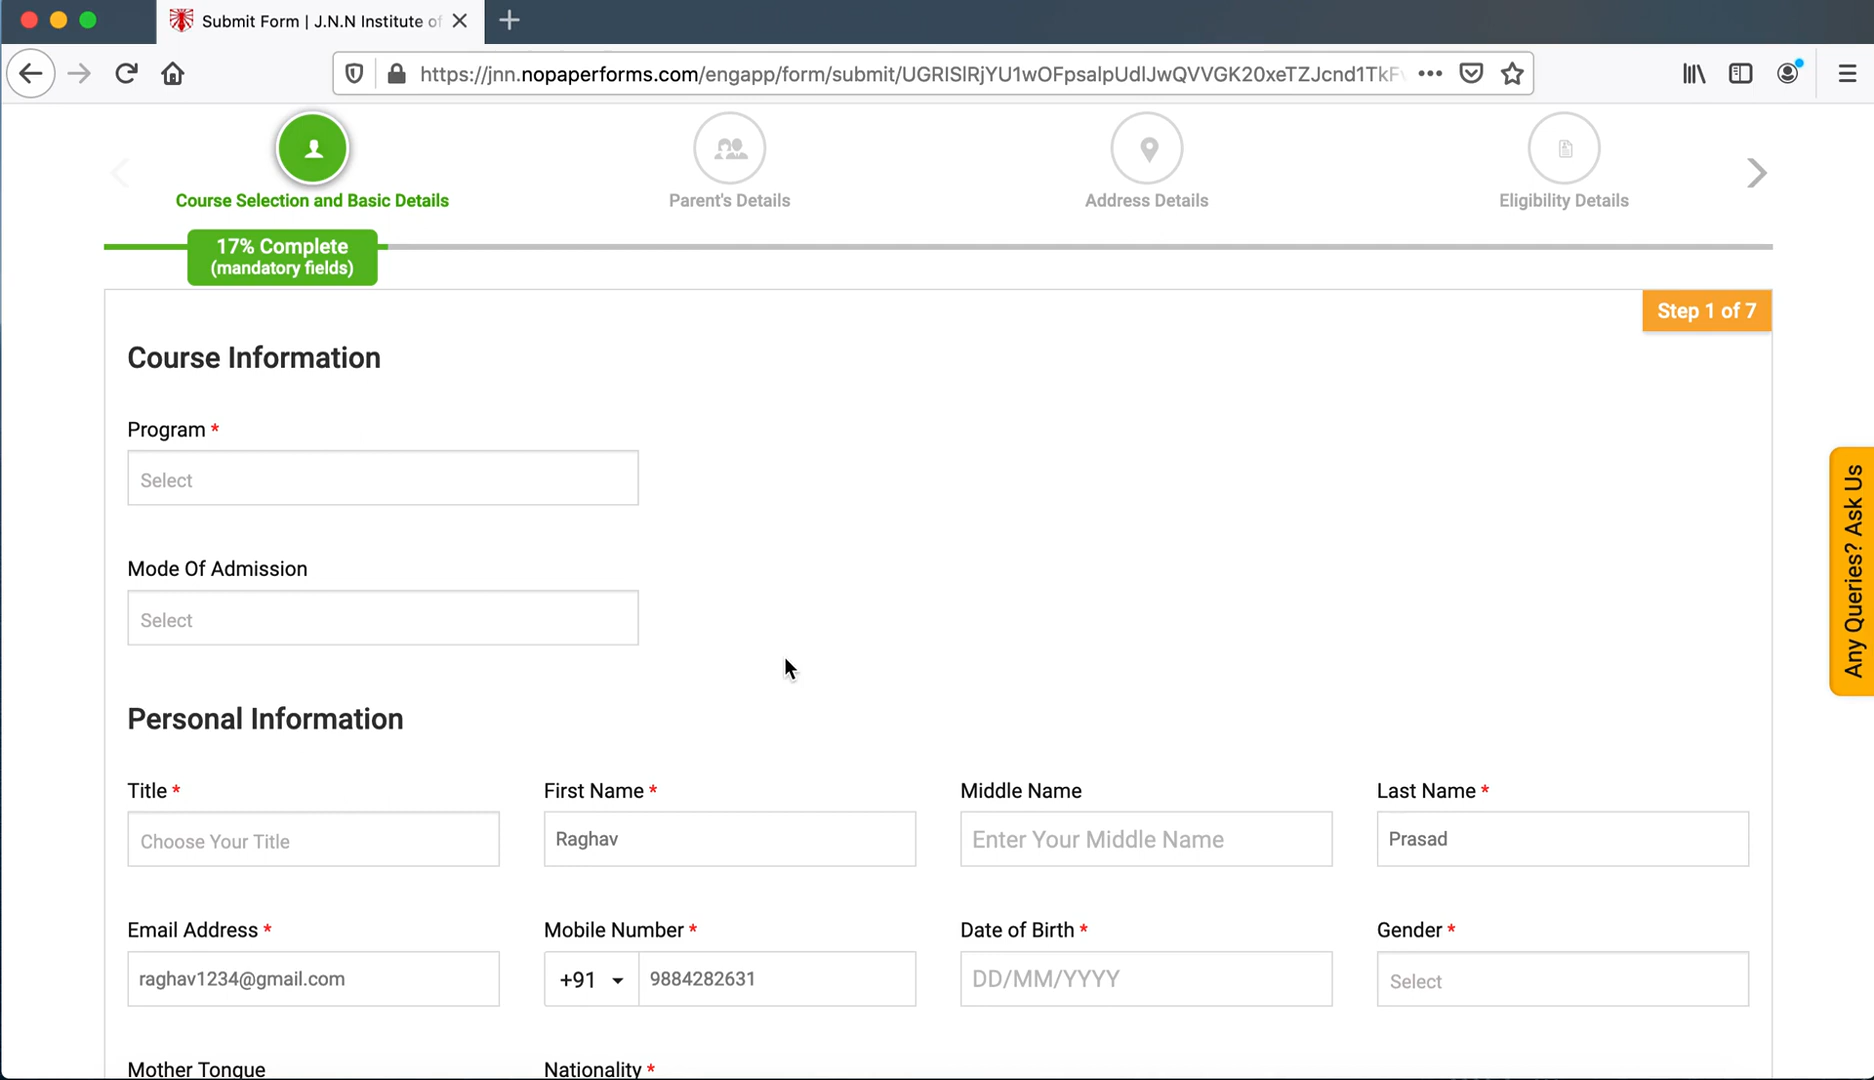 Submit Form | J.N.N Institute of
https://jnn.nopaperforms.com/engapp/form/submit/
Course Selection and Basic Details
Parent's Details
Address Details
Eligibility Details
17% Complete
(mandatory fields)
Step 1 of 7
Course Information
Program *
Select
Mode Of Admission
Select
Any Queries? Ask Us
Personal Information
Title * First Name * Middle Name Last Name *
Choose Your Title Raghav Enter Your Middle Name Prasad
Email Address * Mobile Number * Date of Birth * Gender *
raghav1234@gmail.com +91 9884282631 DD/MM/YYYY Select
Mother Tongue Nationality *